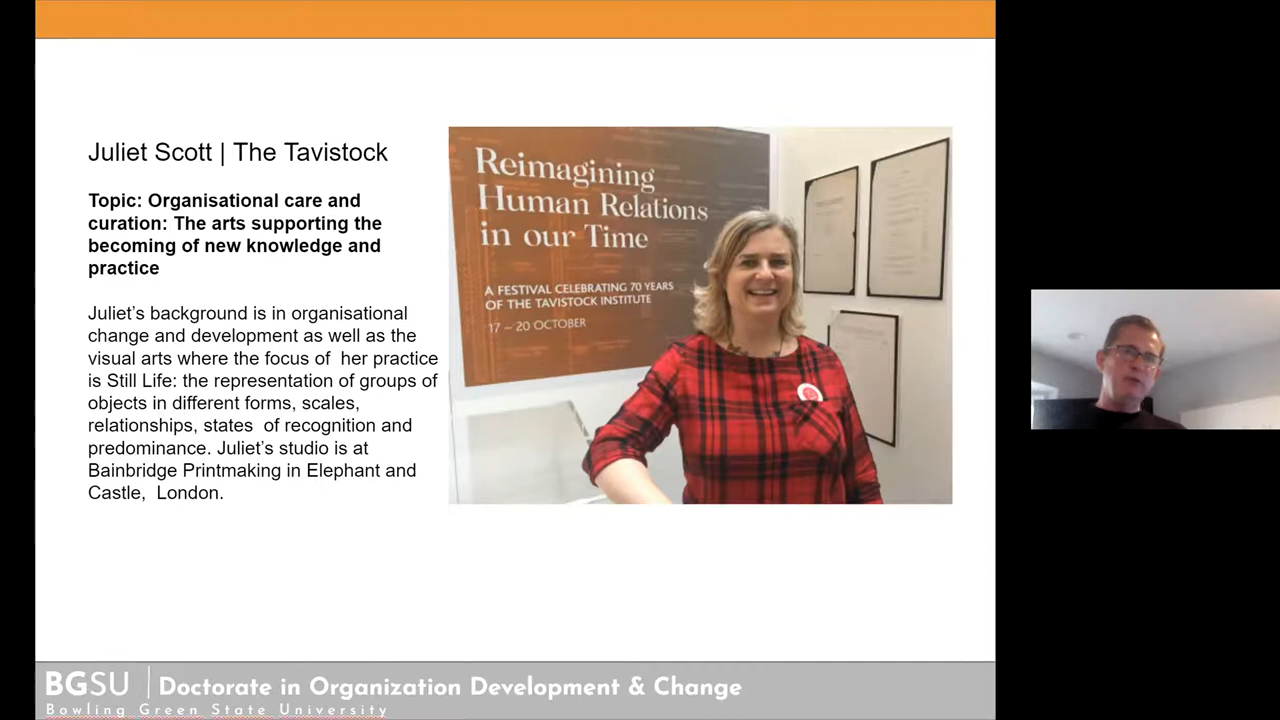 Juliet Scott | The Tavistock
Topic: Organisational care and
curation: The arts supporting the
becoming of new knowledge and
practice
Juliet's background is in organisational
change and development as well as the
visual arts where the focus of  her practice
is Still Life: the representation of groups of
objects in different forms, scales,
relationships, states  of recognition and
predominance. Juliet's studio is at
Bainbridge Printmaking in Elephant and
Castle,  London.
Reimagining
Human Relations
in our Time
A FESTIVAL CELEBRATING 70 YEARS
OF THE TAVISTOCK INSTITUTE
17 – 20 OCTOBER
BGSU | Doctorate in Organization Development & Change
Bowling Green State University